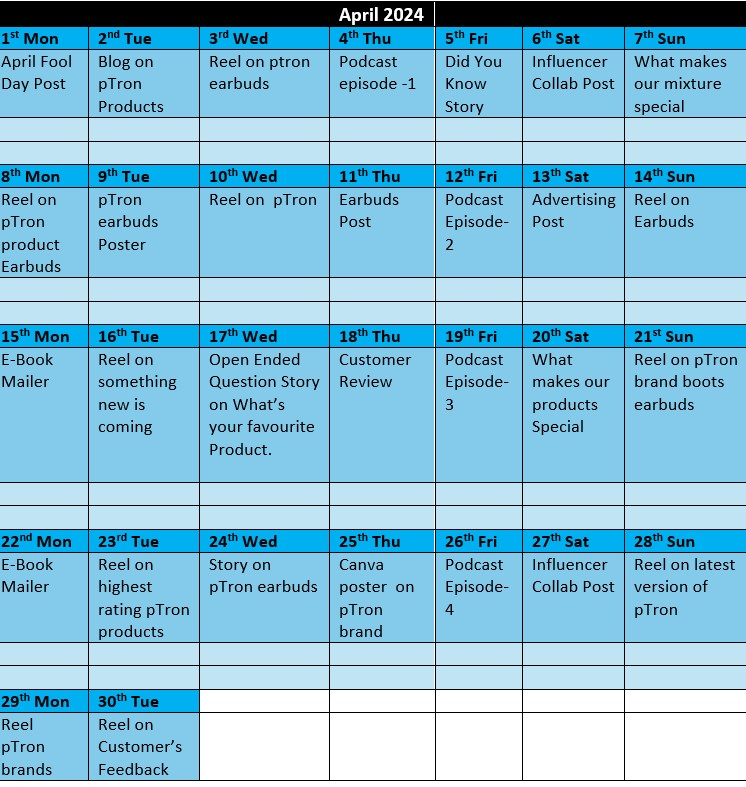 April 2024
1st Mon 2nd Tue 3rd Wed 4th Thu 5th Fri 6th Sat 7th Sun
April Fool
Day Post
Blog on
pTron
Products
Reel on ptron
earbuds
Podcast
episode -1
Did You
Know
Story
Influencer
Collab Post
What makes
our mixture
special
8th Mon 9th Tue 10th Wed 11th Thu 12th Fri 13th Sat 14th Sun
Reel on
pTron
product
Earbuds
pTron
earbuds
Poster
Reel on pTron
Earbuds
Post
Podcast
Episode-
2
Advertising
Post
Reel on
Earbuds
15th Mon 16th Tue 17th Wed 18th Thu 19th Fri 20th Sat 21st Sun
E-Book
Mailer
Reel on
something
new is
coming
Open Ended
Question Story
on What's
your favourite
Product.
Customer
Review
Podcast
Episode-
3
What
makes our
products
Special
Reel on pTron
brand boots
earbuds
22nd Mon 23rd Tue 24th Wed 25th Thu 26th Fri 27th Sat 28th Sun
E-Book
Mailer
Reel on
highest
rating pTron
products
Story on
pTron earbuds
Canva
poster on
pTron
brand
Podcast
Episode-
4
Influencer
Collab Post
Reel on latest
version of
pTron
29th Mon 30th Tue
Reel
pTron
brands
Reel on
Customer's
Feedback